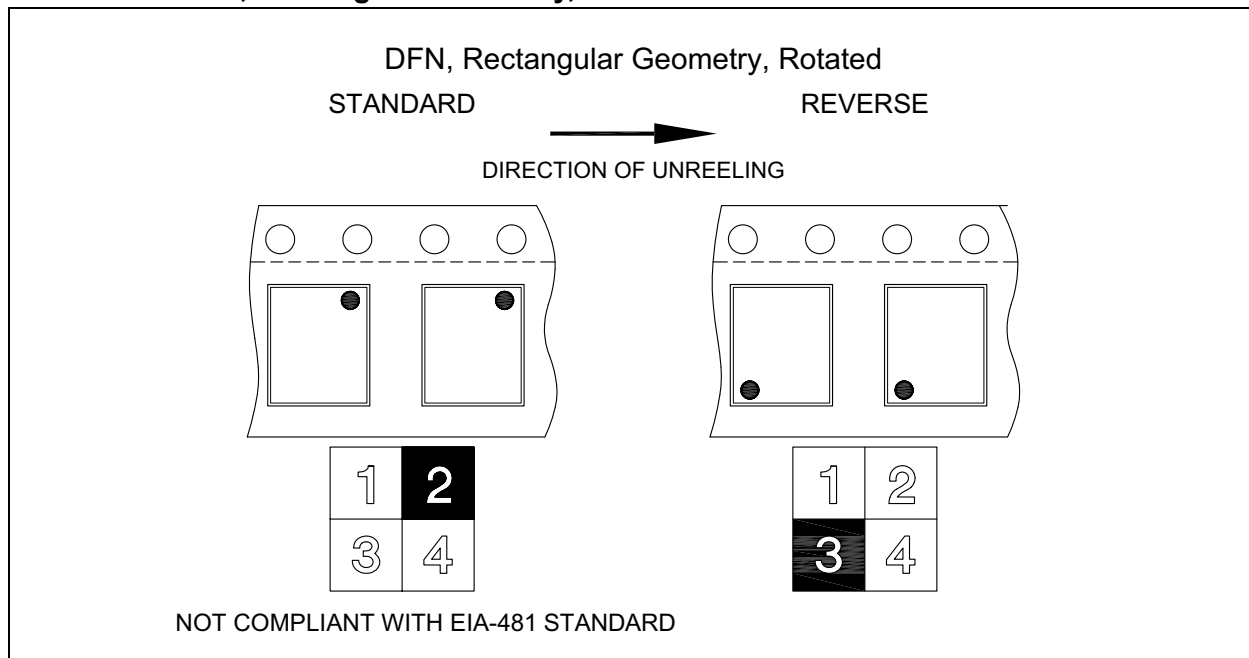 DFN, Rectangular Geometry, Rotated
STANDARD
REVERSE
DIRECTION OF UNREELING
1 2
3 4
1 2
3 4
NOT COMPLIANT WITH EIA-481 STANDARD